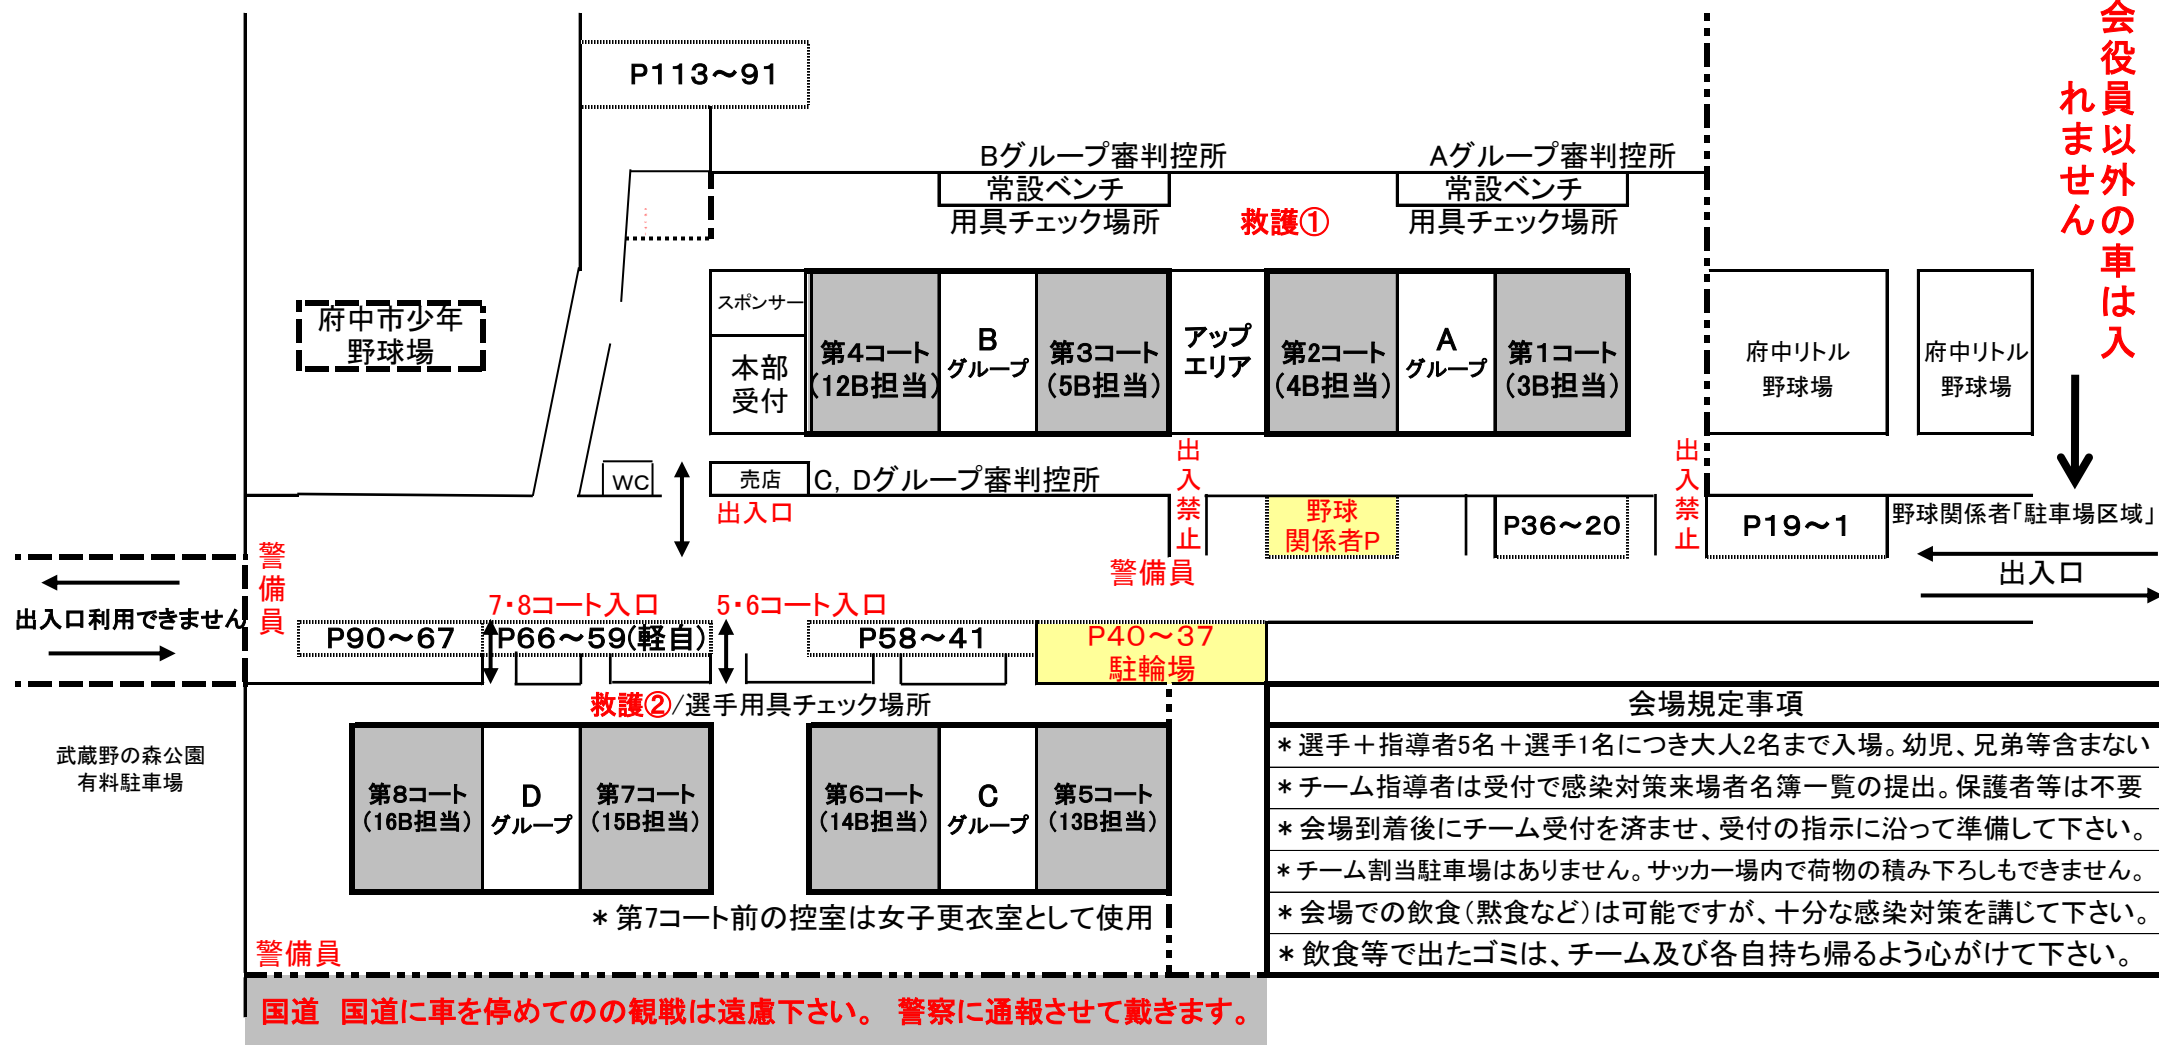 会役員以外の車は入
れません
P113～91
Bグループ審判控所
Aグループ審判控所
常設ベンチ
常設ベンチ
用具チェック場所
救護①
用具チェック場所
府中市少年
野球場
スポンサー
本部
受付
第4コート
(12B担当)
B
グループ
第3コート
(5B担当)
アップ
エリア
第2コート
(4B担当)
A
グループ
第1コート
(3B担当)
府中リトル
野球場
府中リトル
野球場
WC
売店
C，Dグループ審判控所
出入口
出入禁止
野球
関係者P
P36～20
出入禁止
P19～1
野球関係者「駐車場区域」
出入口
警備員
警備員
出入口利用できません
7・8コート入口
5・6コート入口
P90～67
P66～59(軽自)
P58～41
P40～37
駐輪場
救護②/選手用具チェック場所
武蔵野の森公園
有料駐車場
第8コート
(16B担当)
D
グループ
第7コート
(15B担当)
第6コート
(14B担当)
C
グループ
第5コート
(13B担当)
＊第7コート前の控室は女子更衣室として使用
警備員
会場規定事項
＊選手＋指導者5名＋選手1名につき大人2名まで入場。幼児、兄弟等含まない
＊チーム指導者は受付で感染対策来場者名簿一覧の提出。保護者等は不要
＊会場到着後にチーム受付を済ませ、受付の指示に沿って準備して下さい。
＊チーム割当駐車場はありません。サッカー場内で荷物の積み下ろしもできません。
＊会場での飲食（黙食など）は可能ですが、十分な感染対策を講じて下さい。
＊飲食等で出たゴミは、チーム及び各自持ち帰るよう心がけて下さい。
国道　国道に車を停めてのの観戦は遠慮下さい。　警察に通報させて戴きます。